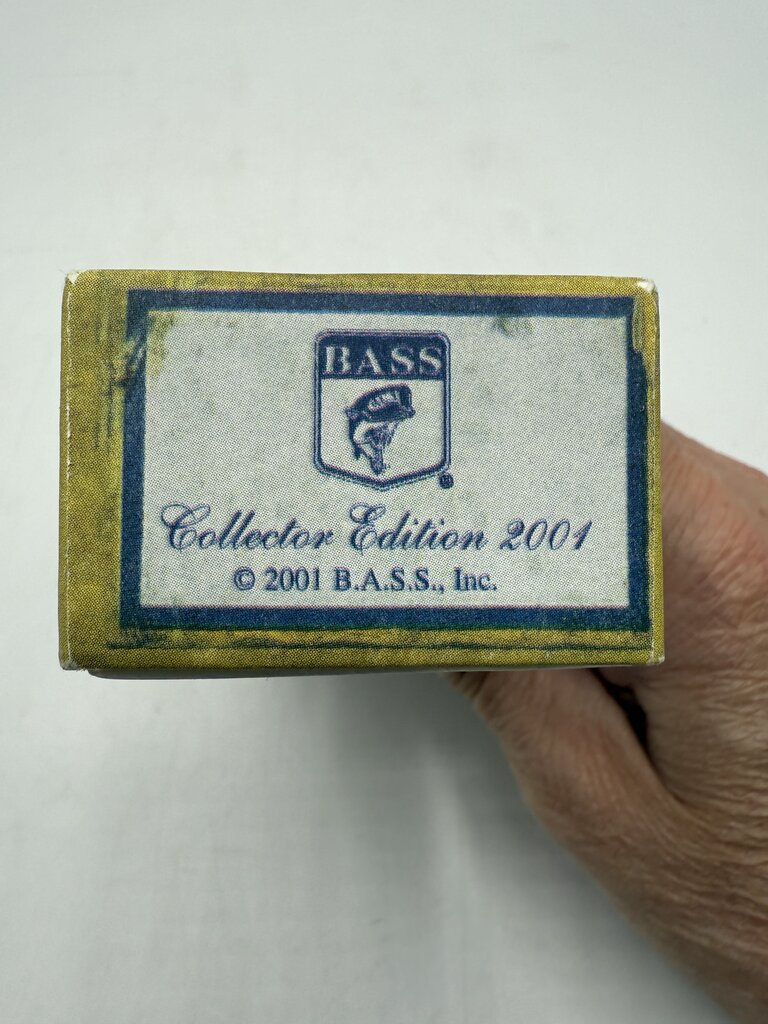 BASS
®
Collector Edition 2001
© 2001 B.A.S.S., Inc.